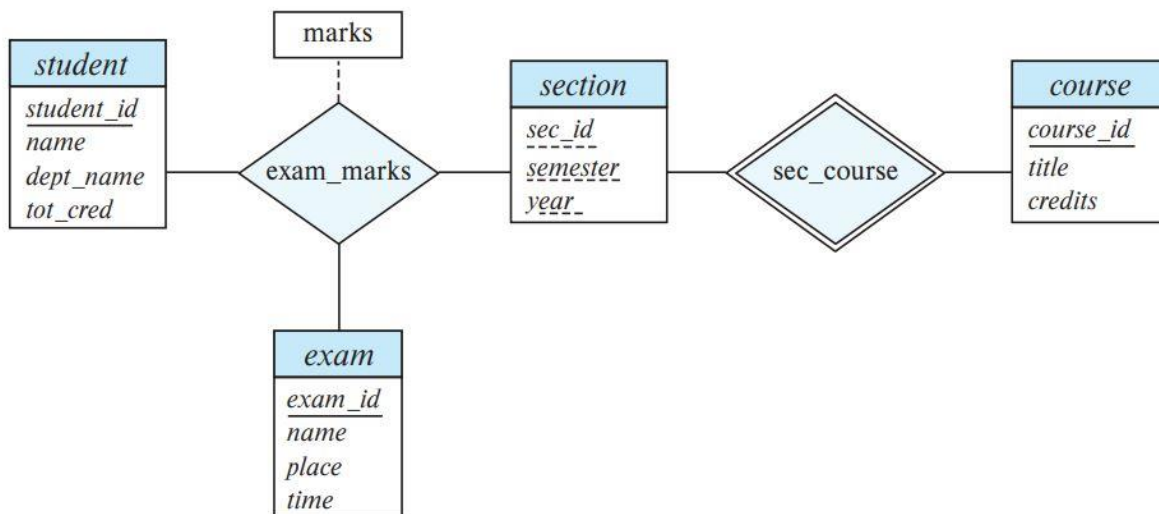 marks
student
student_id
name
dept_name
tot_cred
exam_marks
section
sec_id
semester
year
sec_course
course
course_id
title
credits
exam
exam_id
name
place
time